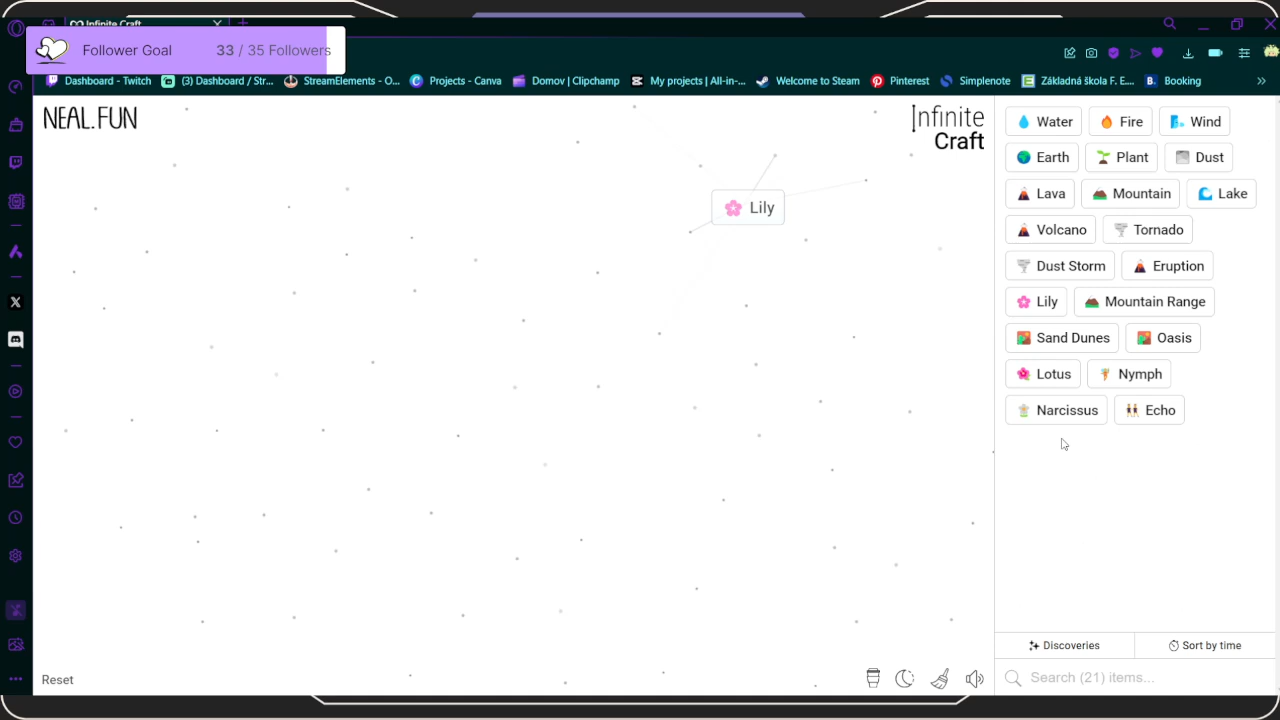 Infinite Craft
Follower Goal 33 / 35 Followers
Dashboard - Twitch (3) Dashboard / Str... StreamElements - O... Projects - Canva Domov | Clipchamp My projects | All-in-... Welcome to Steam Pinterest Simplenote Základná škola F. E... Booking
NEAL.FUN
Infinite
Craft
Lily
Water Fire Wind
Earth Plant Dust
Lava Mountain Lake
Volcano Tornado
Dust Storm Eruption
Lily Mountain Range
Sand Dunes Oasis
Lotus Nymph
Narcissus Echo
Discoveries Sort by time
Reset
Search (21) items...